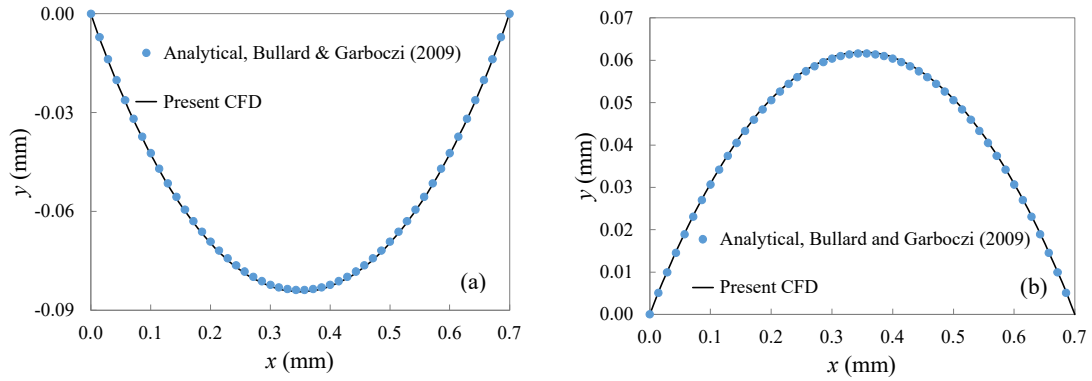 0.00
-0.03
-0.06
-0.09
y (mm)
Analytical, Bullard & Garboczi (2009)
Present CFD
(a)
0.0 0.1 0.2 0.3 0.4 0.5 0.6 0.7
x (mm)
0.07
0.06
0.05
0.04
0.03
0.02
0.01
0.00
y (mm)
Analytical, Bullard and Garboczi (2009)
Present CFD
(b)
0.0 0.1 0.2 0.3 0.4 0.5 0.6 0.7
x (mm)